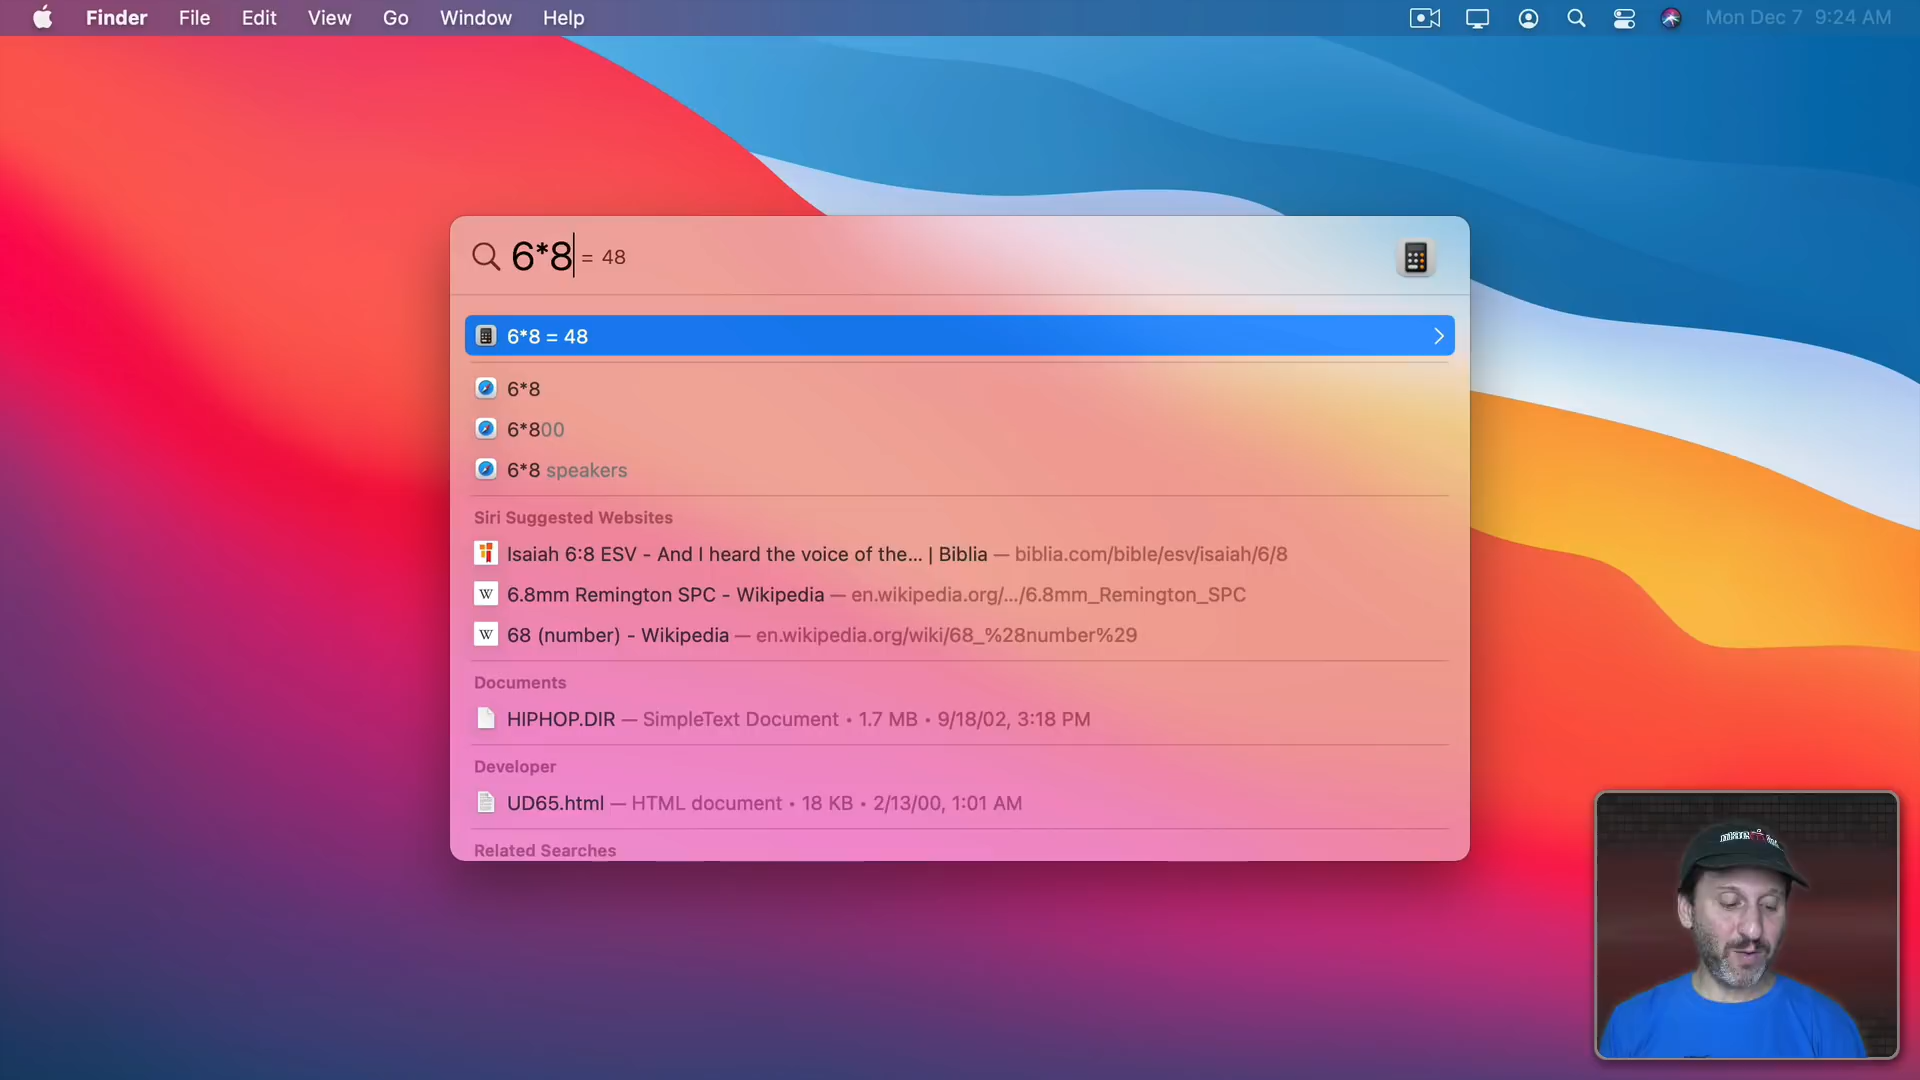 Finder File Edit View Go Window Help Mon Dec 7 9:24 AM
6*8 = 48
6*8 = 48
6*8
6*800
6*8 speakers
Siri Suggested Websites
Isaiah 6:8 ESV - And I heard the voice of the... | Biblia — biblia.com/bible/esv/isaiah/6/8
W 6.8mm Remington SPC - Wikipedia — en.wikipedia.org/.../6.8mm_Remington_SPC
W 68 (number) - Wikipedia — en.wikipedia.org/wiki/68_%28number%29
Documents
HIPHOP.DIR — SimpleText Document • 1.7 MB • 9/18/02, 3:18 PM
Developer
UD65.html — HTML document • 18 KB • 2/13/00, 1:01 AM
Related Searches